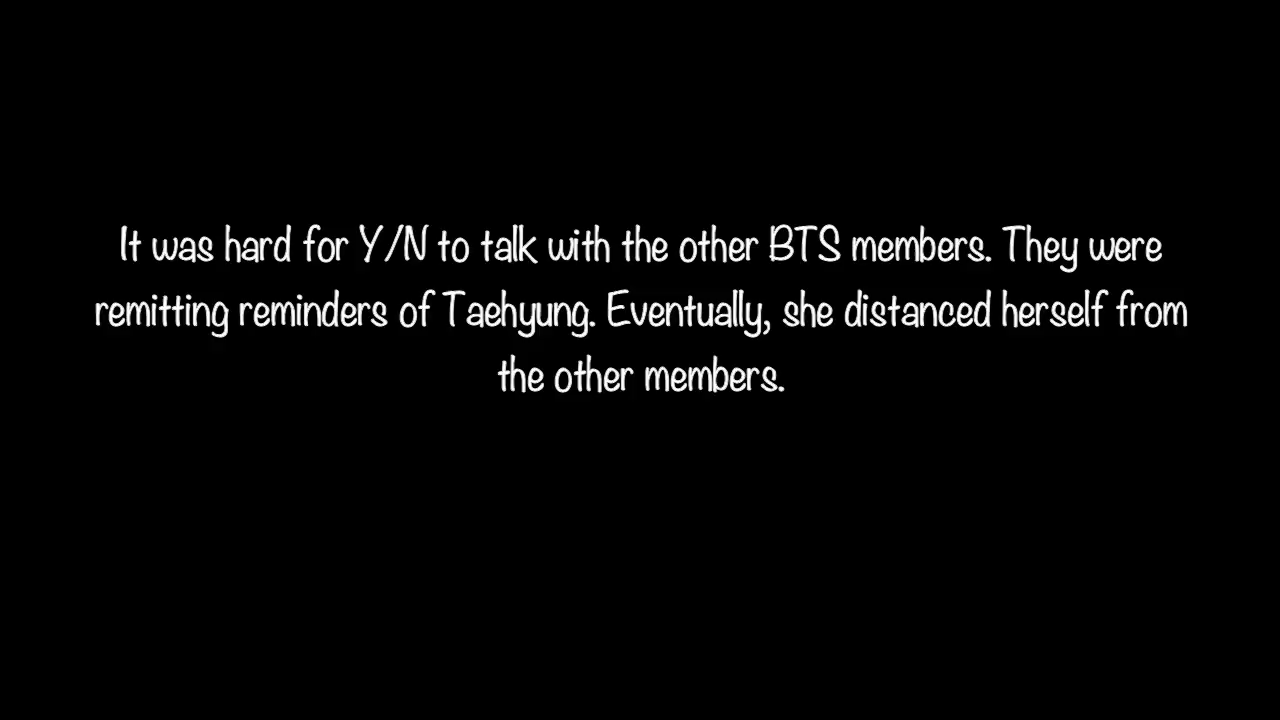 It was hard for Y/N to talk with the other BTS members. They were
remitting reminders of Taehyung. Eventually, she distanced herself from
the other members.